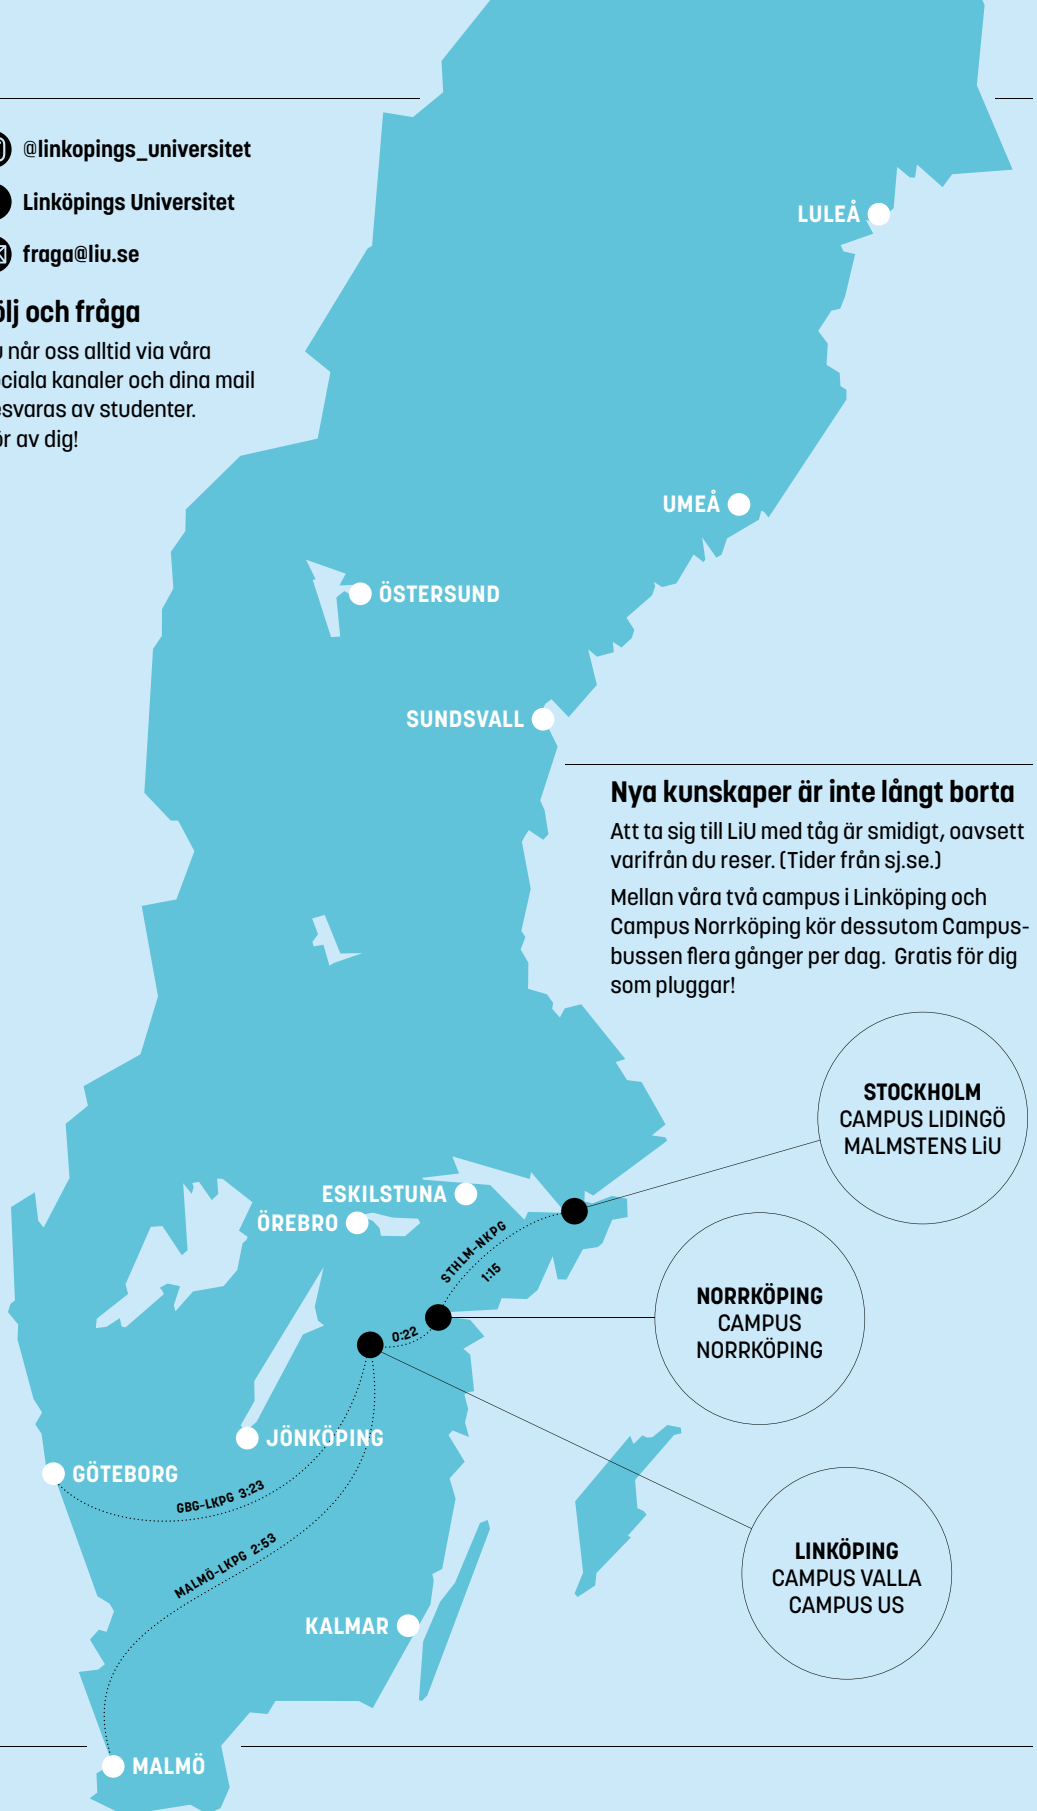 @linkopings_universitet
Linköpings Universitet
fraga@liu.se
ölj och fråga
når oss alltid via våra
ciala kanaler och dina mail
esvaras av studenter.
ör av dig!
LULEÅ
UMEÅ
ÖSTERSUND
SUNDSVALL
Nya kunskaper är inte långt borta
Att ta sig till LiU med tåg är smidigt, oavsett
varifrån du reser. (Tider från sj.se.)
Mellan våra två campus i Linköping och
Campus Norrköping kör dessutom Campus-
bussen flera gånger per dag. Gratis för dig
som pluggar!
STOCKHOLM
CAMPUS LIDINGÖ
MALMSTENS LiU
ESKILSTUNA
ÖREBRO
STHLM–NKPG
1:15
NORRKÖPING
CAMPUS
NORRKÖPING
0:22
JÖNKÖPING
GÖTEBORG
GBG–LKPG 3:23
MALMÖ–LKPG 2:53
LINKÖPING
CAMPUS VALLA
CAMPUS US
KALMAR
MALMÖ